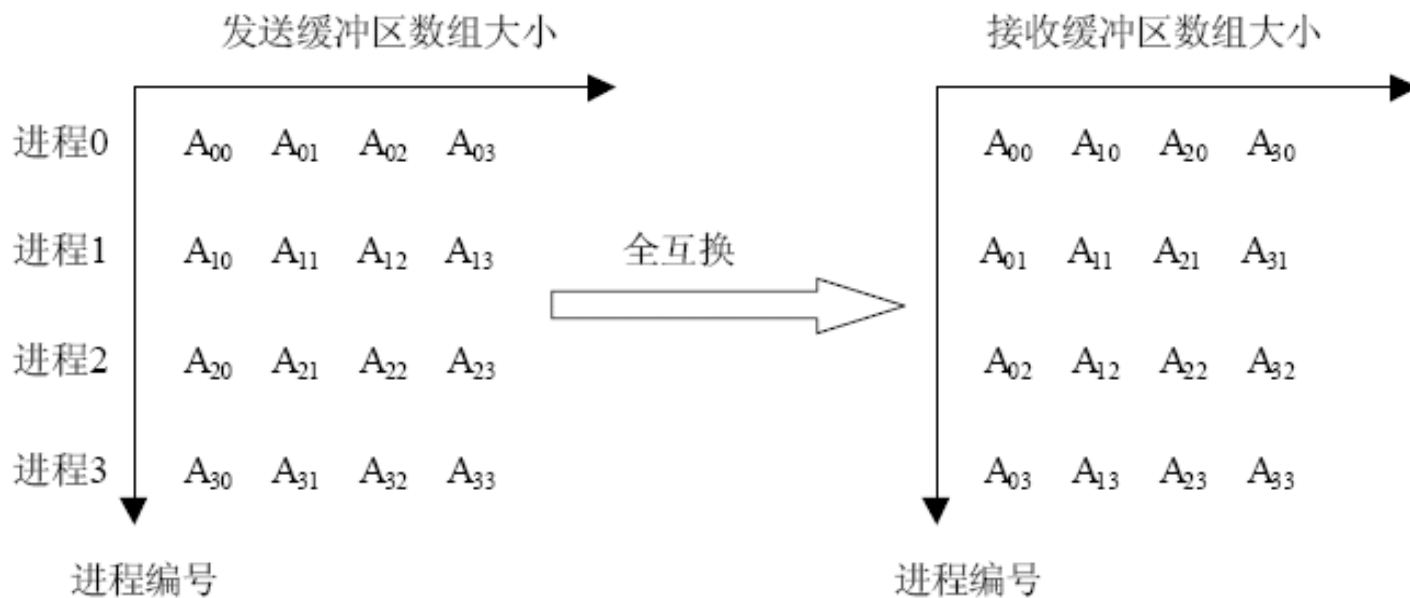 发送缓冲区数组大小 接收缓冲区数组大小
进程0 A₀₀ A₀₁ A₀₂ A₀₃ A₀₀ A₁₀ A₂₀ A₃₀
进程1 A₁₀ A₁₁ A₁₂ A₁₃ 全互换 A₀₁ A₁₁ A₂₁ A₃₁
进程2 A₂₀ A₂₁ A₂₂ A₂₃ A₀₂ A₁₂ A₂₂ A₃₂
进程3 A₃₀ A₃₁ A₃₂ A₃₃ A₀₃ A₁₃ A₂₃ A₃₃
进程编号 进程编号